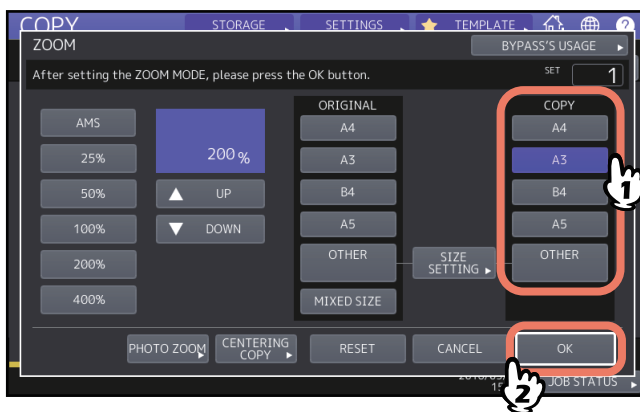 COPY STORAGE SETTINGS TEMPLATE ?
ZOOM BYPASS'S USAGE
After setting the ZOOM MODE, please press the OK button. SET 1
ORIGINAL COPY
AMS A4 A4
25% 200 % A3 A3
50% UP B4 B4
1
100% DOWN A5 A5
200% OTHER SIZE SETTING OTHER
400% MIXED SIZE
PHOTO ZOOM CENTERING COPY RESET CANCEL OK
2
JOB STATUS